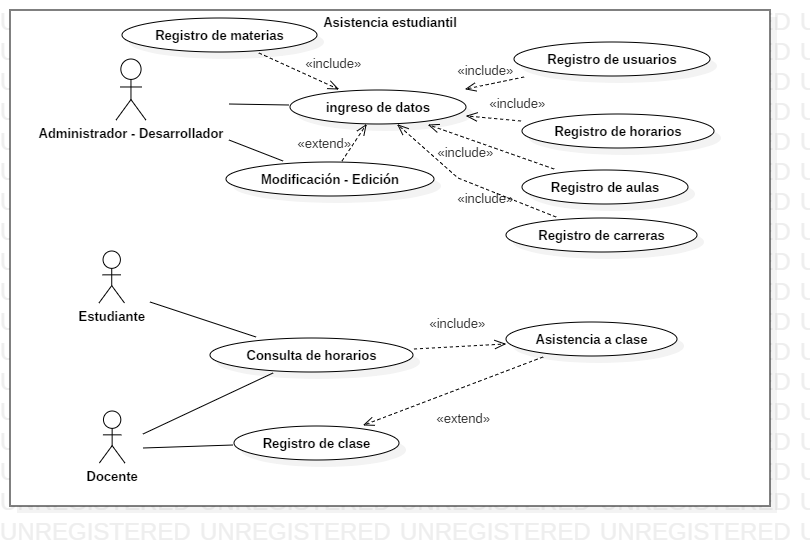 Asistencia estudiantil
Registro de materias
«include»
Registro de usuarios
«include»
«include»
ingreso de datos
Administrador - Desarrollador
Registro de horarios
«extend»
«include»
Modificación - Edición
Registro de aulas
«include»
Registro de carreras
Estudiante
«include»
Asistencia a clase
Consulta de horarios
«extend»
Registro de clase
Docente
UNREGISTERED UNREGISTERED UNREGISTERED UNREGISTERED